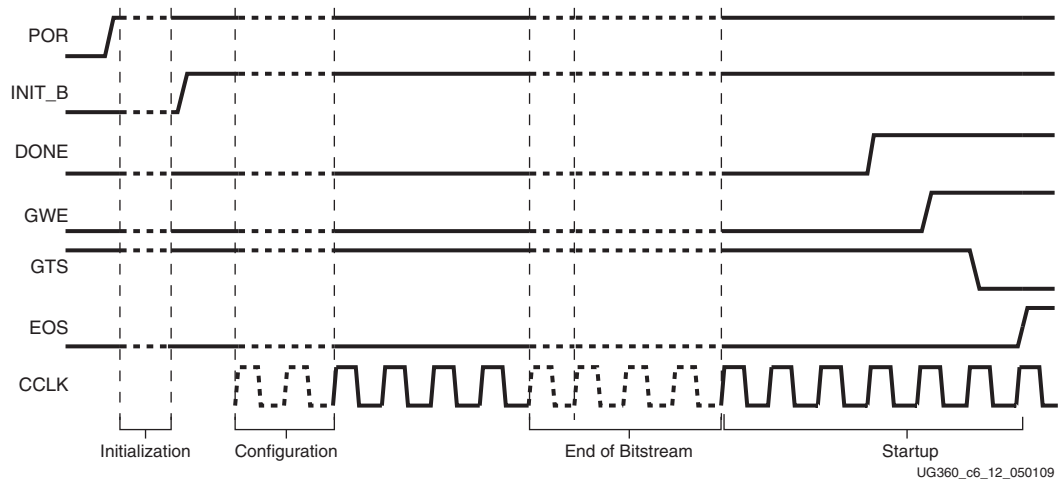 POR
INIT_B
DONE
GWE
GTS
EOS
CCLK
Initialization Configuration End of Bitstream Startup
UG360_c6_12_050109